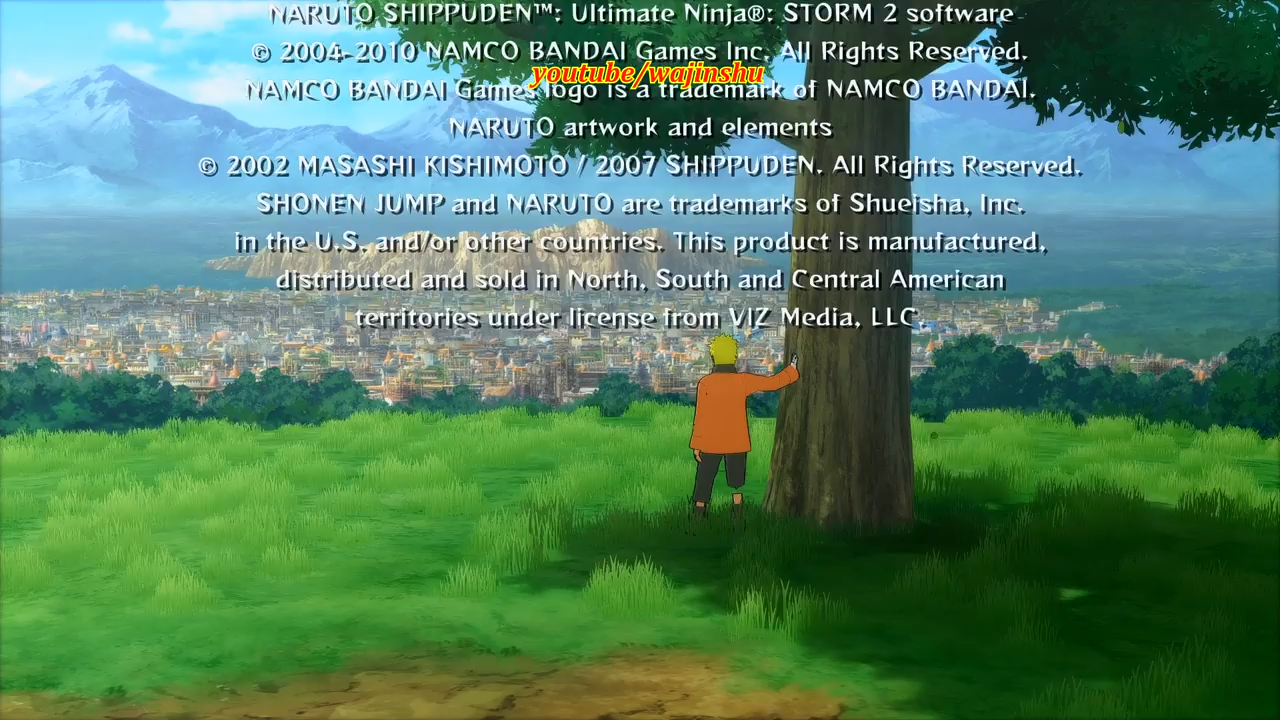 NARUTO SHIPPUDEN™: Ultimate Ninja®: STORM 2 software
© 2004-2010 NAMCO BANDAI Games Inc. All Rights Reserved.
youtube/wajinshu
NAMCO BANDAI Games logo is a trademark of NAMCO BANDAI.
NARUTO artwork and elements
© 2002 MASASHI KISHIMOTO / 2007 SHIPPUDEN. All Rights Reserved.
SHONEN JUMP and NARUTO are trademarks of Shueisha, Inc.
in the U.S. and/or other countries. This product is manufactured,
distributed and sold in North, South and Central American
territories under license from VIZ Media, LLC.